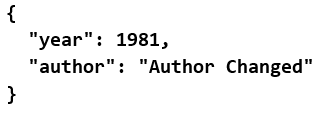 {
  "year": 1981,
  "author": "Author Changed"
}